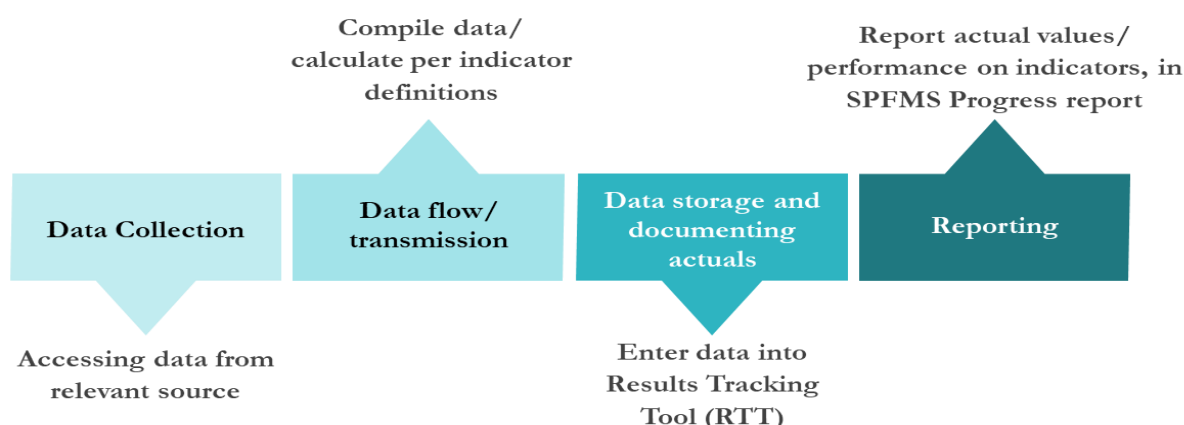 Compile data/
calculate per indicator
definitions
Report actual values/
performance on indicators, in
SPFMS Progress report
Data Collection
Data flow/
transmission
Data storage and
documenting
actuals
Reporting
Accessing data from
relevant source
Enter data into
Results Tracking
Tool (RTT)